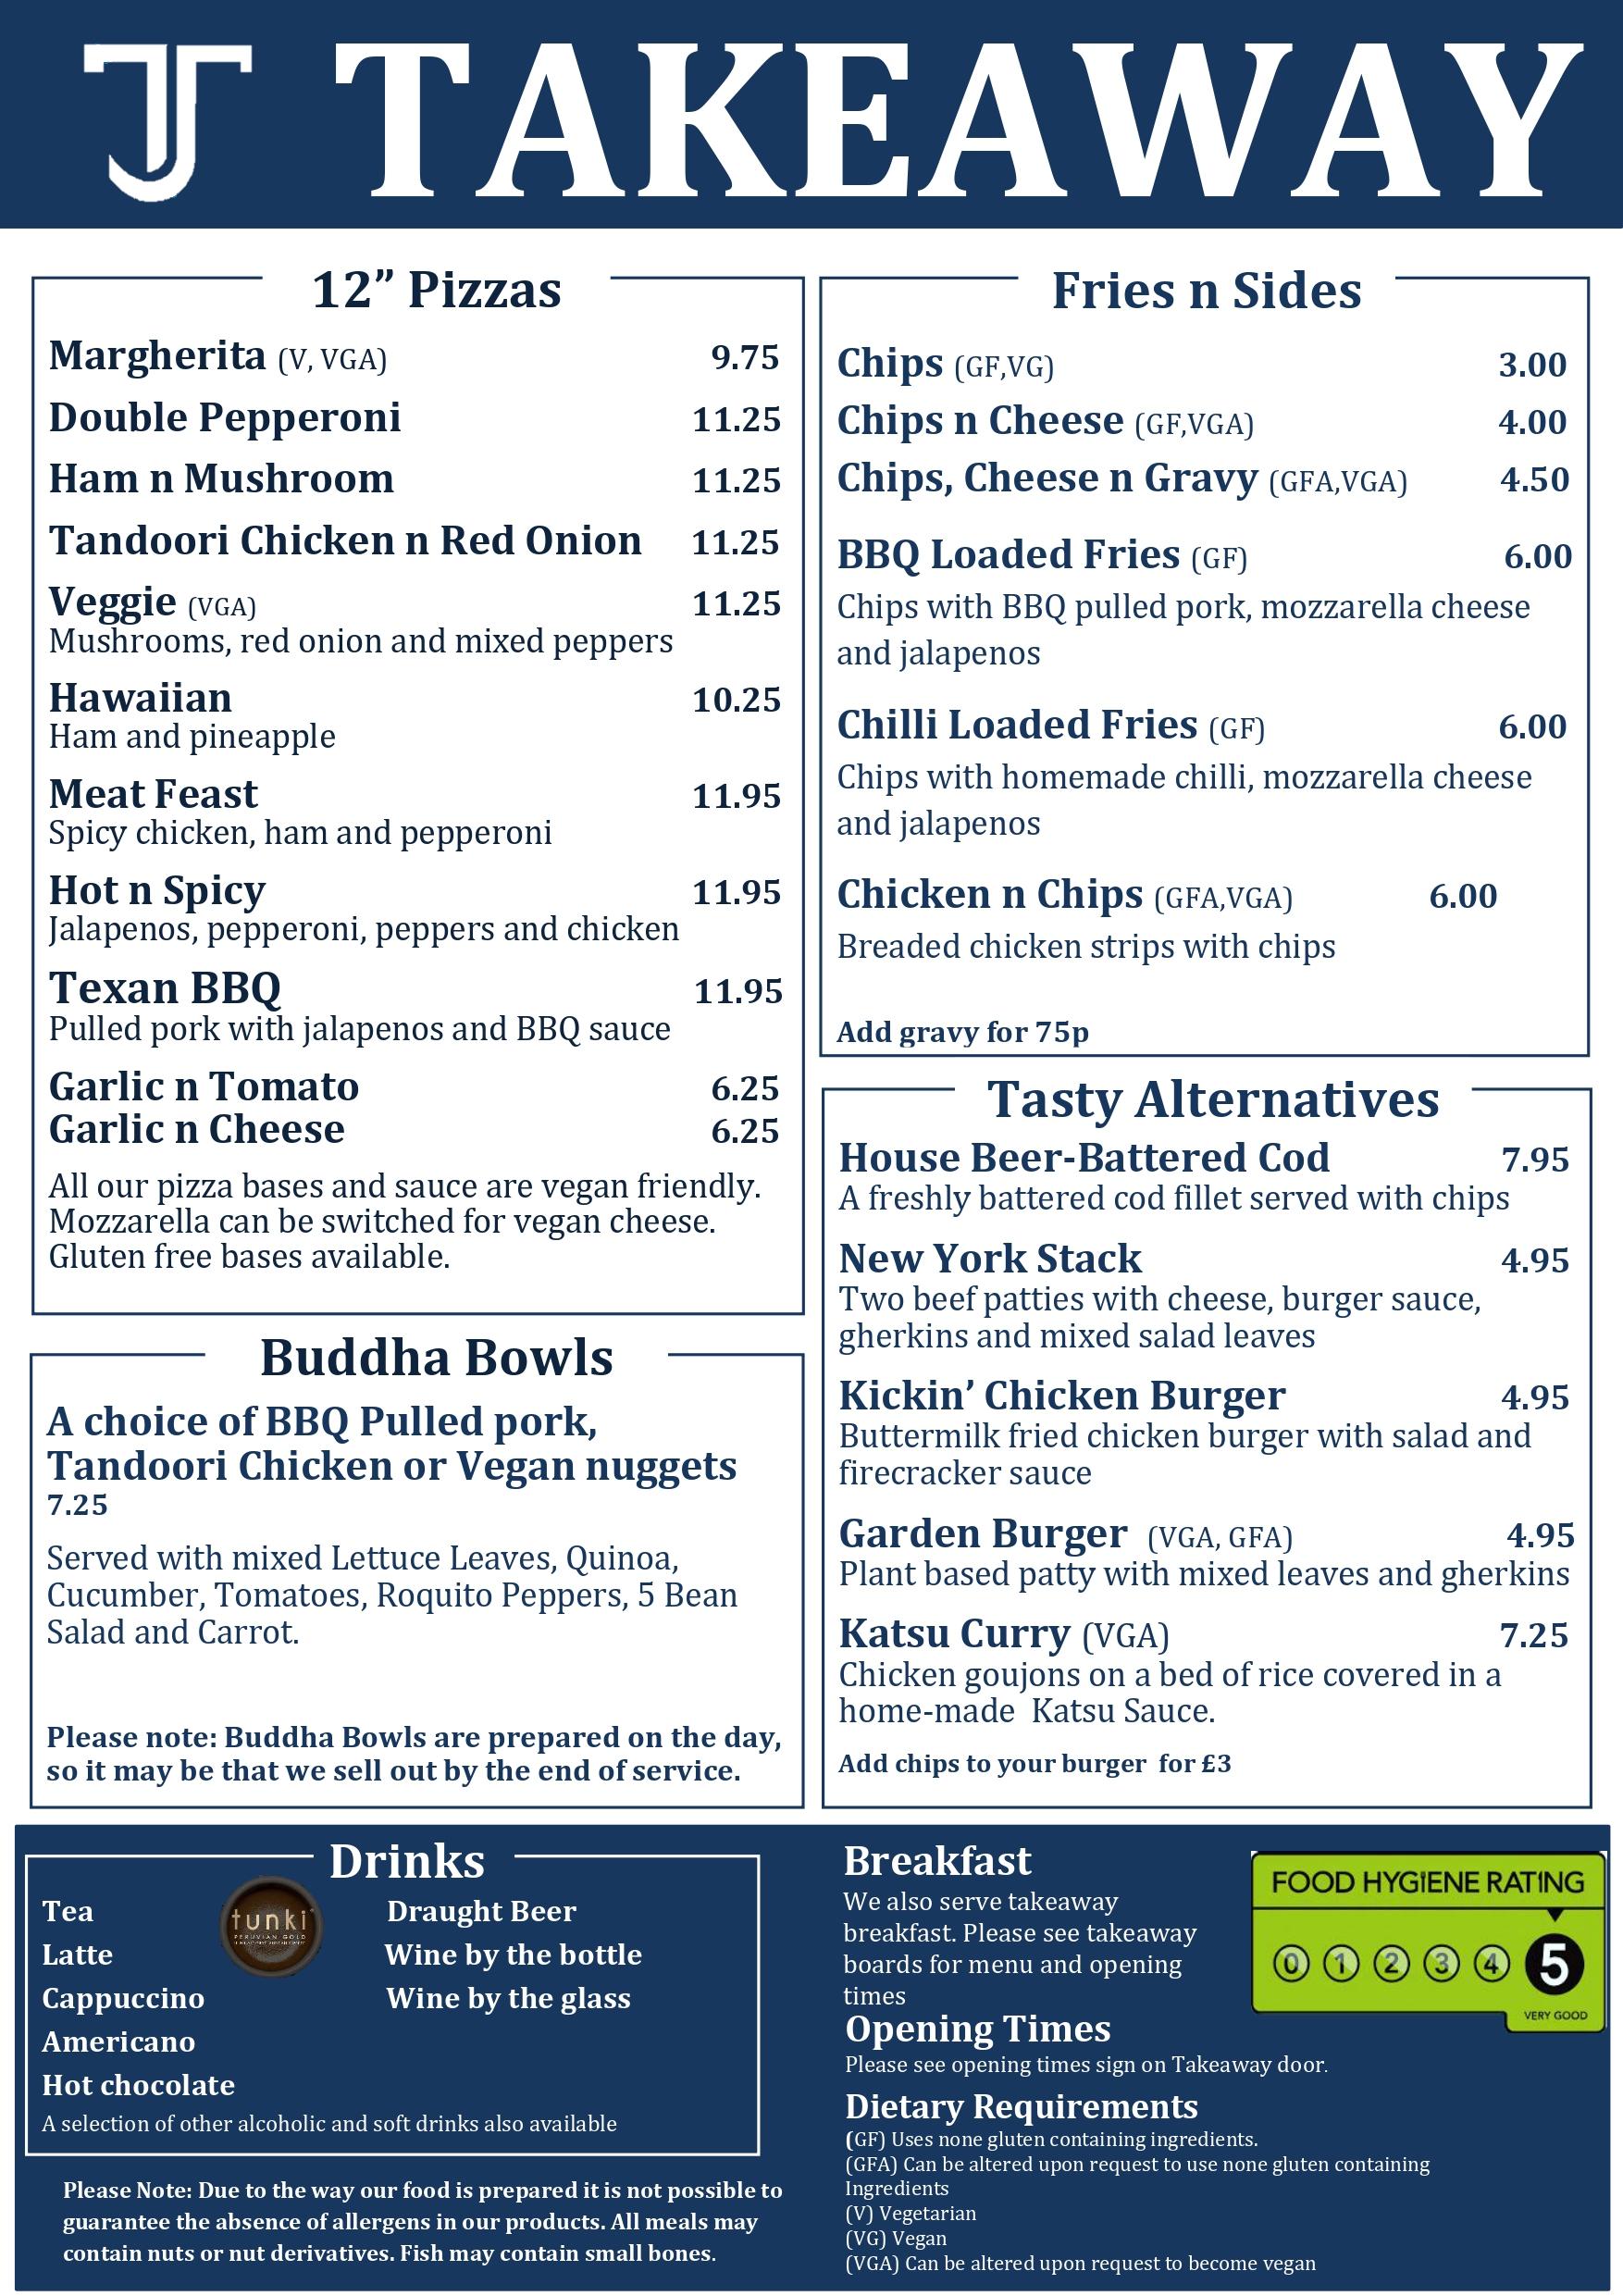 TJ TAKEAWAY
12” Pizzas
Margherita (V, VGA) 9.75
Double Pepperoni 11.25
Ham n Mushroom 11.25
Tandoori Chicken n Red Onion 11.25
Veggie (VGA) 11.25
Mushrooms, red onion and mixed peppers
Hawaiian 10.25
Ham and pineapple
Meat Feast 11.95
Spicy chicken, ham and pepperoni
Hot n Spicy 11.95
Jalapenos, pepperoni, peppers and chicken
Texan BBQ 11.95
Pulled pork with jalapenos and BBQ sauce
Garlic n Tomato 6.25
Garlic n Cheese 6.25
All our pizza bases and sauce are vegan friendly.
Mozzarella can be switched for vegan cheese.
Gluten free bases available.
Buddha Bowls
A choice of BBQ Pulled pork,
Tandoori Chicken or Vegan nuggets
7.25
Served with mixed Lettuce Leaves, Quinoa,
Cucumber, Tomatoes, Roquito Peppers, 5 Bean
Salad and Carrot.
Please note: Buddha Bowls are prepared on the day,
so it may be that we sell out by the end of service.
Fries n Sides
Chips (GF,VG) 3.00
Chips n Cheese (GF,VGA) 4.00
Chips, Cheese n Gravy (GFA,VGA) 4.50
BBQ Loaded Fries (GF) 6.00
Chips with BBQ pulled pork, mozzarella cheese
and jalapenos
Chilli Loaded Fries (GF) 6.00
Chips with homemade chilli, mozzarella cheese
and jalapenos
Chicken n Chips (GFA,VGA) 6.00
Breaded chicken strips with chips
Add gravy for 75p
Tasty Alternatives
House Beer-Battered Cod 7.95
A freshly battered cod fillet served with chips
New York Stack 4.95
Two beef patties with cheese, burger sauce,
gherkins and mixed salad leaves
Kickin’ Chicken Burger 4.95
Buttermilk fried chicken burger with salad and
firecracker sauce
Garden Burger (VGA, GFA) 4.95
Plant based patty with mixed leaves and gherkins
Katsu Curry (VGA) 7.25
Chicken goujons on a bed of rice covered in a
home-made Katsu Sauce.
Add chips to your burger for £3
Drinks
Tea
Latte
Cappuccino
Americano
Hot chocolate
tunki
PERUVIAN GOLD
Draught Beer
Wine by the bottle
Wine by the glass
A selection of other alcoholic and soft drinks also available
Please Note: Due to the way our food is prepared it is not possible to
guarantee the absence of allergens in our products. All meals may
contain nuts or nut derivatives. Fish may contain small bones.
Breakfast
We also serve takeaway
breakfast. Please see takeaway
boards for menu and opening
times
FOOD HYGIENE RATING
0 1 2 3 4 5
VERY GOOD
Opening Times
Please see opening times sign on Takeaway door.
Dietary Requirements
(GF) Uses none gluten containing ingredients.
(GFA) Can be altered upon request to use none gluten containing
Ingredients
(V) Vegetarian
(VG) Vegan
(VGA) Can be altered upon request to become vegan